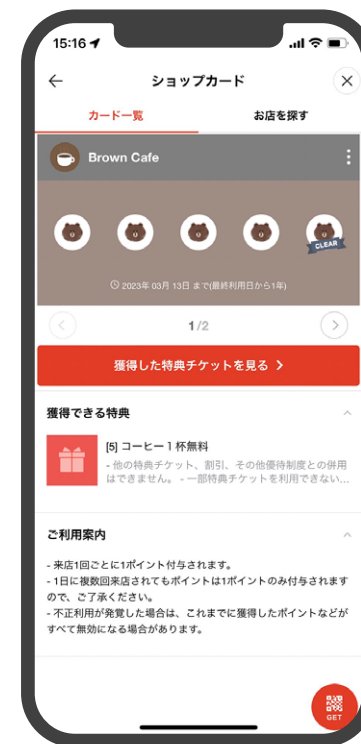 15:16
ショップカード
カード一覧 お店を探す
Brown Cafe
CLEAR
2023年 03月 13日 まで(最終利用日から1年)
1/2
獲得した特典チケットを見る
獲得できる特典
[5] コーヒー1杯無料
- 他の特典チケット、割引、その他優待制度との併用
はできません。 - 一部特典チケットを利用できない...
ご利用案内
- 来店1回ごとに1ポイント付与されます。
- 1日に複数回来店されてもポイントは1ポイントのみ付与されます
ので、ご了承ください。
- 不正利用が発覚した場合は、これまでに獲得したポイントなどが
すべて無効になる場合があります。
GET